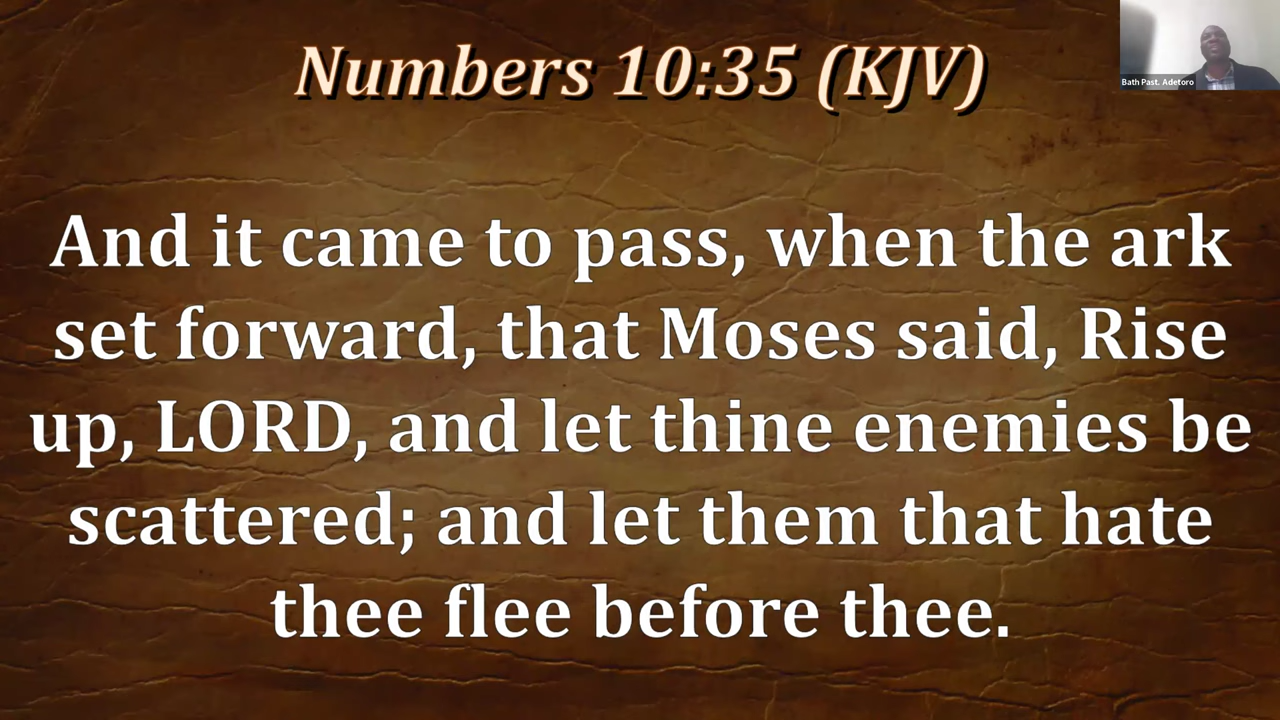 Numbers 10:35 (KJV)
Bath Past. Adetoro
And it came to pass, when the ark
set forward, that Moses said, Rise
up, LORD, and let thine enemies be
scattered; and let them that hate
thee flee before thee.